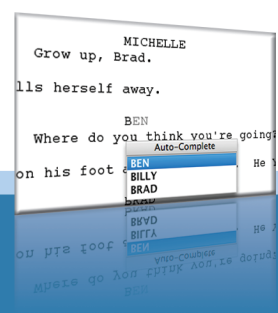 MICHELLE
Grow up, Brad.
lls herself away.
BEN
Where do you think you're going?
Auto-Complete
on his foot a He
BEN
BILLY
BRAD